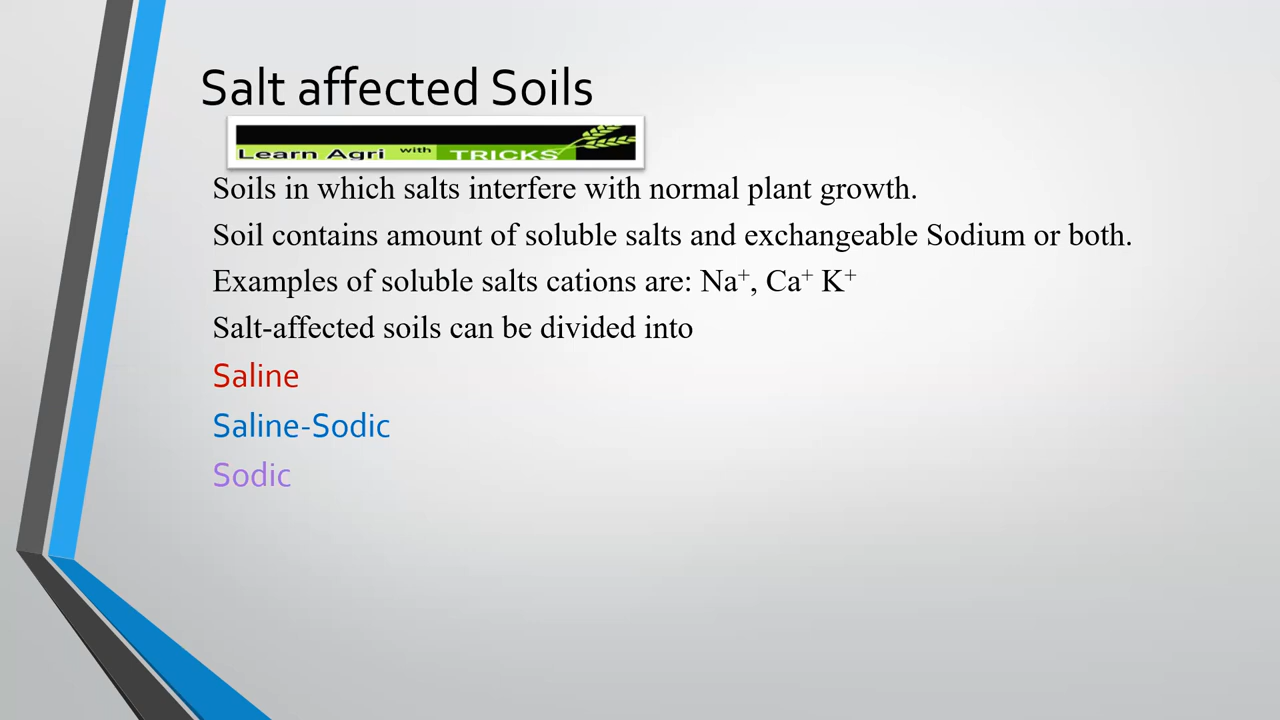 Salt affected Soils
Learn Agri with TRICKS
Soils in which salts interfere with normal plant growth.
Soil contains amount of soluble salts and exchangeable Sodium or both.
Examples of soluble salts cations are: Na⁺, Ca⁺ K⁺
Salt-affected soils can be divided into
Saline
Saline-Sodic
Sodic